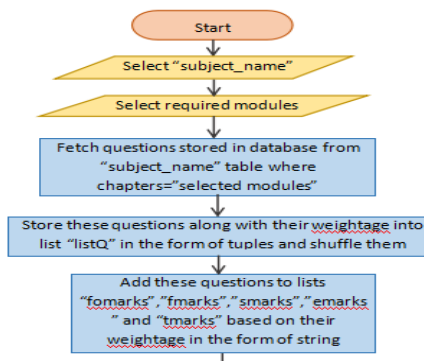 Start
Select “subject_name”
Select required modules
Fetch questions stored in database from
“subject_name” table where
chapters=”selected modules”
Store these questions along with their weightage into
list “listQ” in the form of tuples and shuffle them
Add these questions to lists
“fomarks”,”fmarks”,”smarks”,”emarks
” and “tmarks” based on their
weightage in the form of string